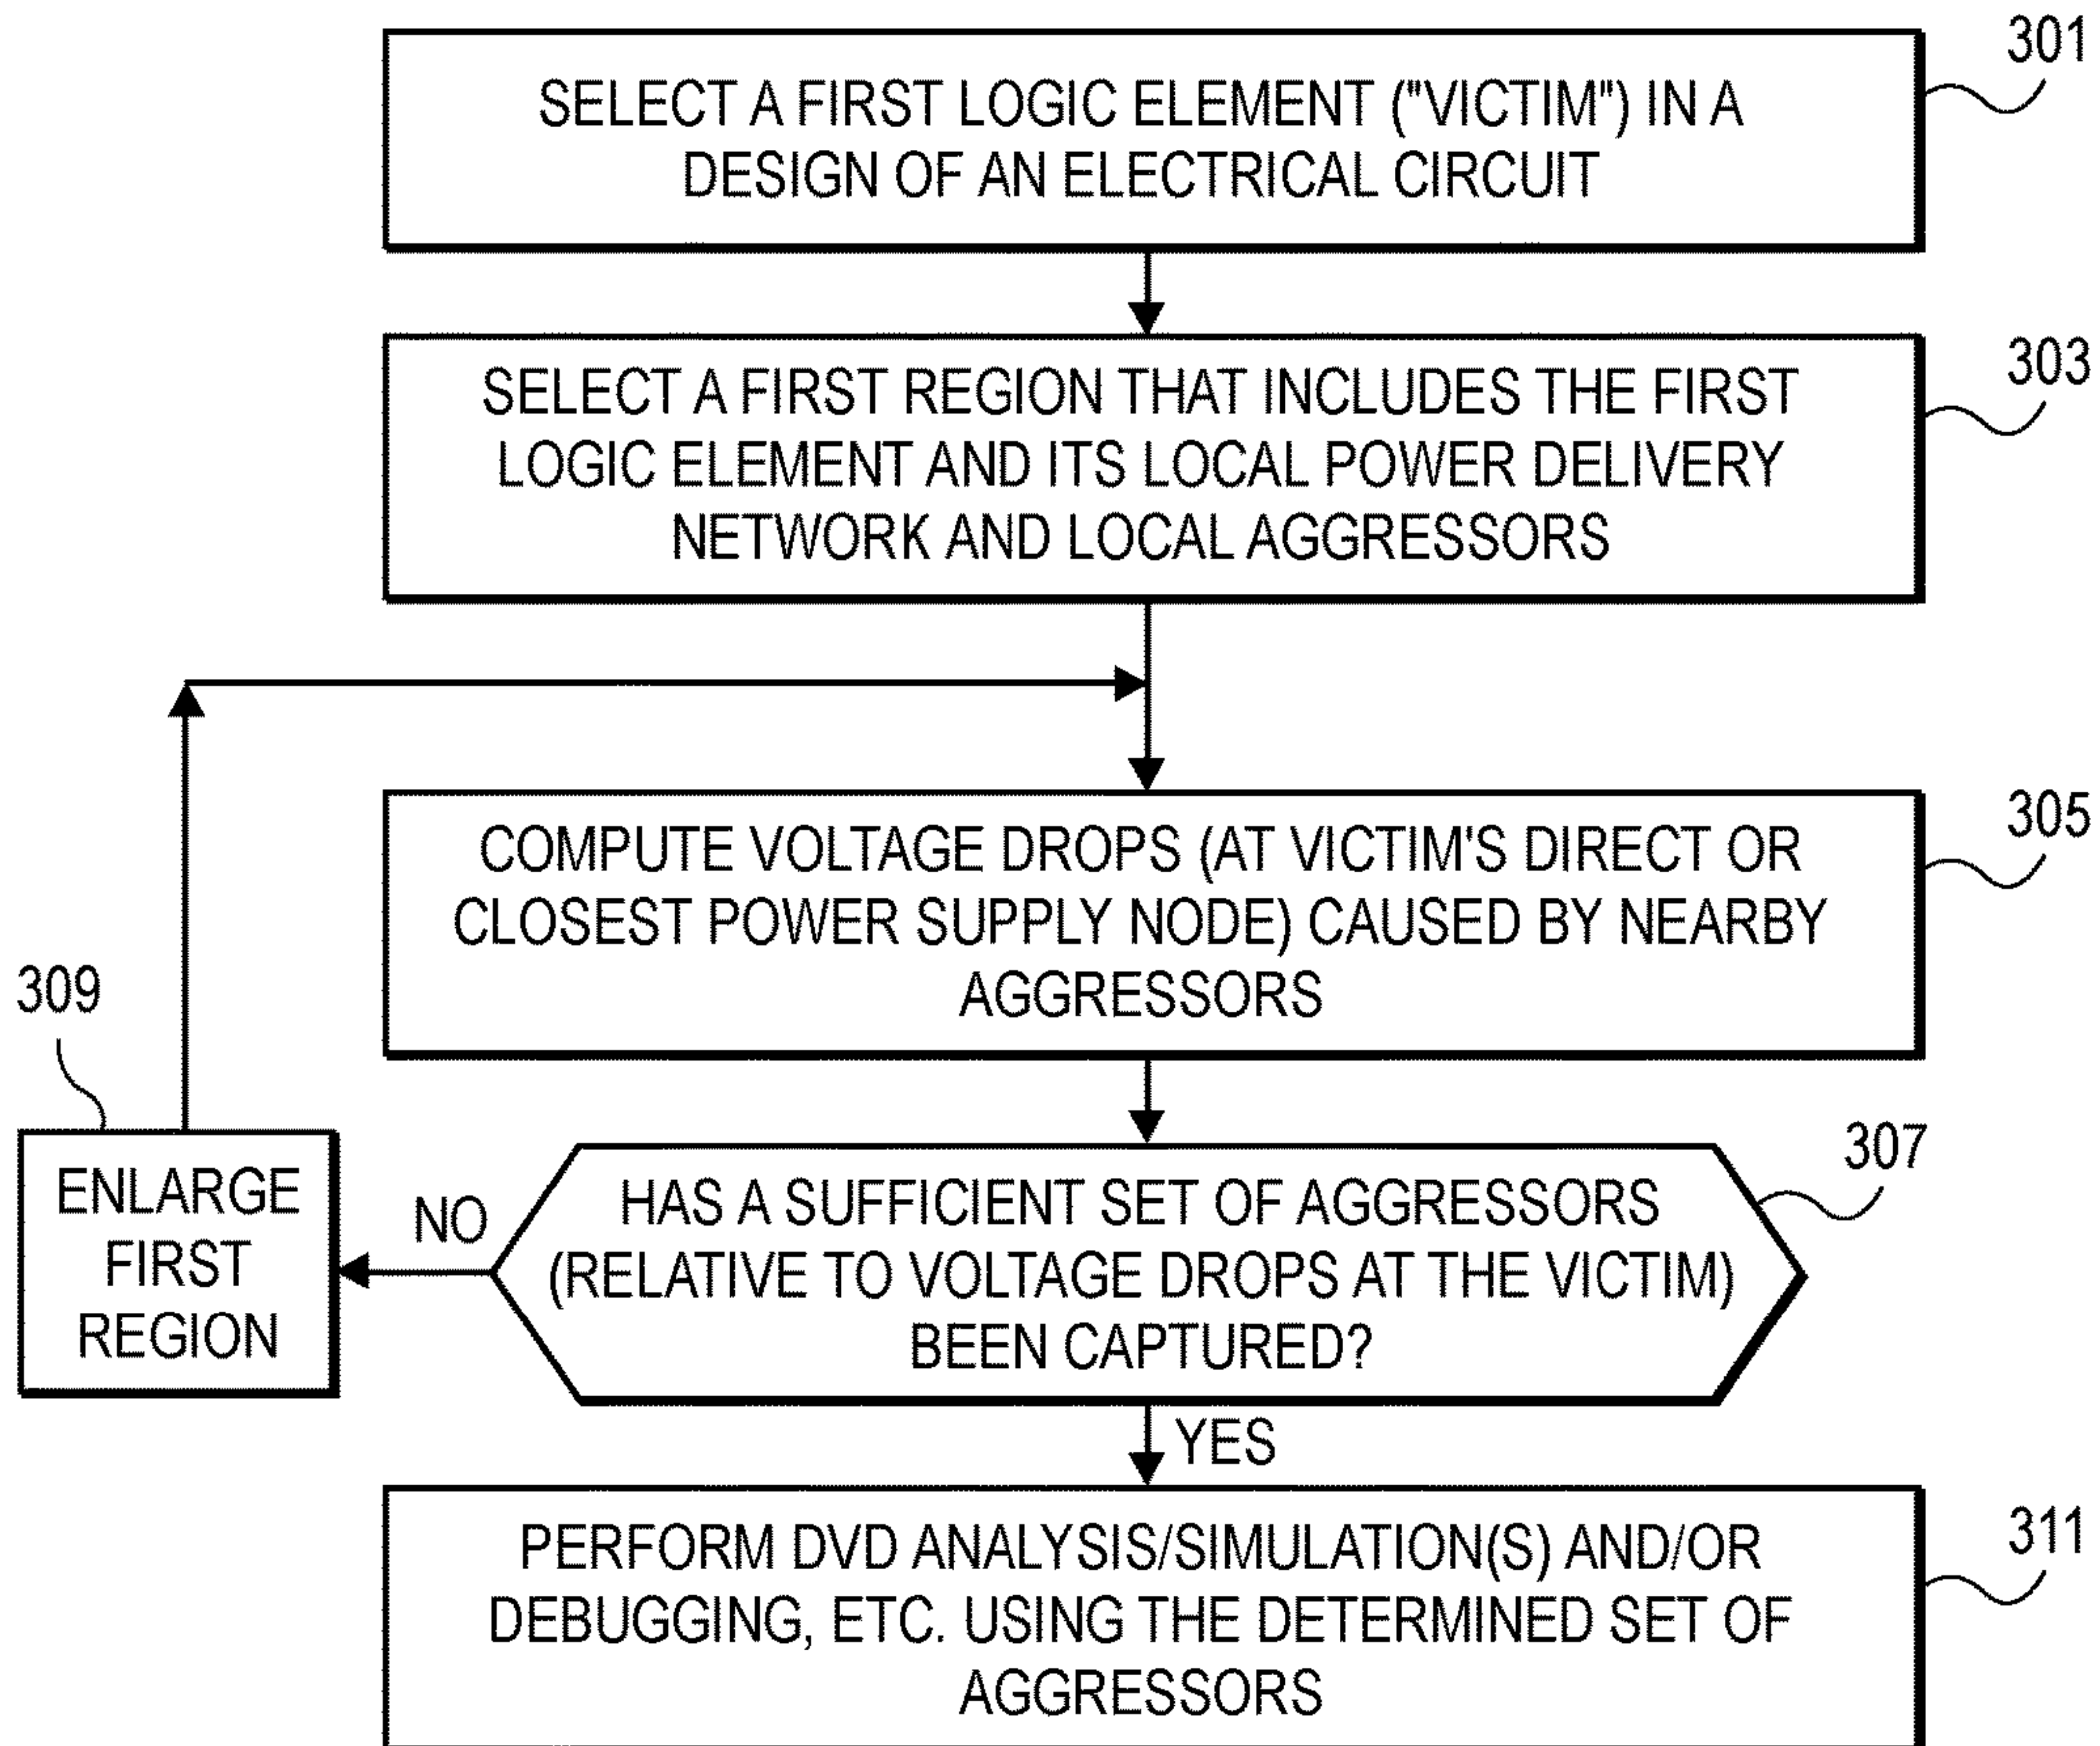 301
SELECT A FIRST LOGIC ELEMENT ("VICTIM") IN A
DESIGN OF AN ELECTRICAL CIRCUIT
303
SELECT A FIRST REGION THAT INCLUDES THE FIRST
LOGIC ELEMENT AND ITS LOCAL POWER DELIVERY
NETWORK AND LOCAL AGGRESSORS
305
COMPUTE VOLTAGE DROPS (AT VICTIM'S DIRECT OR
CLOSEST POWER SUPPLY NODE) CAUSED BY NEARBY
AGGRESSORS
307
HAS A SUFFICIENT SET OF AGGRESSORS
(RELATIVE TO VOLTAGE DROPS AT THE VICTIM)
BEEN CAPTURED?
NO
309
ENLARGE
FIRST
REGION
YES
311
PERFORM DVD ANALYSIS/SIMULATION(S) AND/OR
DEBUGGING, ETC. USING THE DETERMINED SET OF
AGGRESSORS